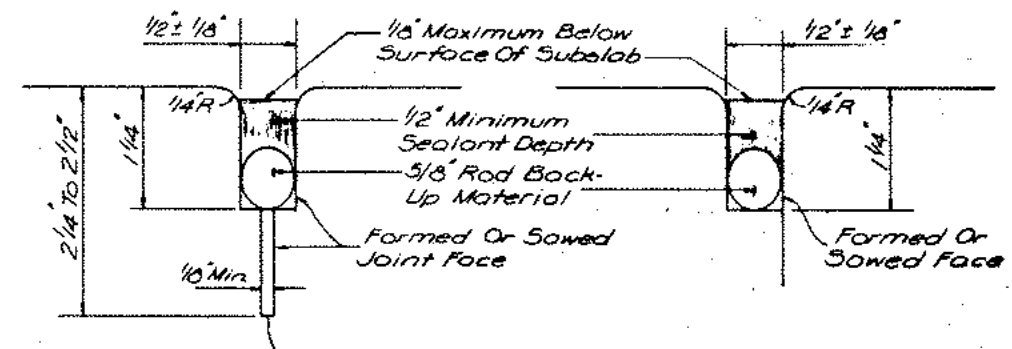 1/2"± 1/8"
1/8" Maximum Below
Surface Of Subslab
1/2"± 1/8"
1/4"R
1/4"R
2 1/4" To 2 1/2"
1 1/4"
1/2" Minimum
Sealant Depth
5/8" Rod Back-
Up Material
1 1/4"
Formed Or Sawed
Joint Face
Formed Or
Sawed Face
1/8" Min.